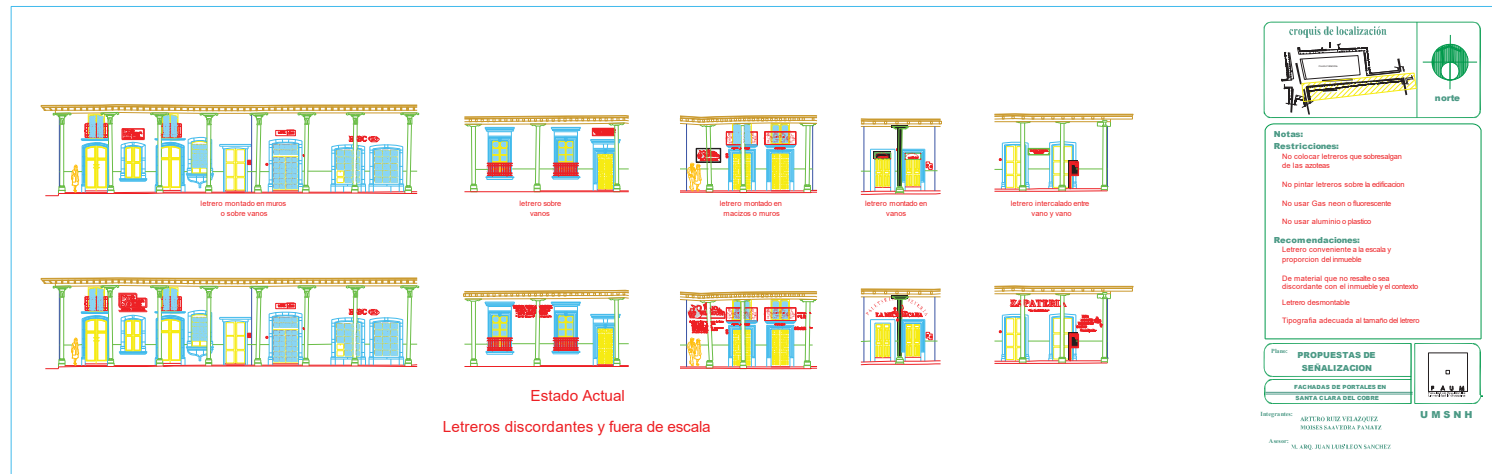 HSBC
letrero montado en muros
o sobre vanos
letrero sobre
vanos
letrero montado en
macizos o muros
letrero montado en
vanos
letrero intercalado entre
vano y vano
ZAPATERIA
Estado Actual
Letreros discordantes y fuera de escala
croquis de localización
norte
Notas:
Restricciones:
No colocar letreros que sobresalgan
de las azoteas
No pintar letreros sobre la edificacion
No usar Gas neon o fluorescente
No usar aluminio o plastico
Recomendaciones:
Letrero conveniente a la escala y
proporcion del inmueble
De material que no resalte o sea
discordante con el inmueble y el contexto
Letrero desmontable
Tipografia adecuada al tamaño del letrero
Plano:
PROPUESTAS DE
SEÑALIZACION
FACHADAS DE PORTALES EN
SANTA CLARA DEL COBRE
F A U M
U M S N H
Integrantes:
ARTURO RUIZ VELAZQUEZ
MOISES SAAVEDRA PAMATZ
Asesor:
M. ARQ. JUAN LUIS LEON SANCHEZ